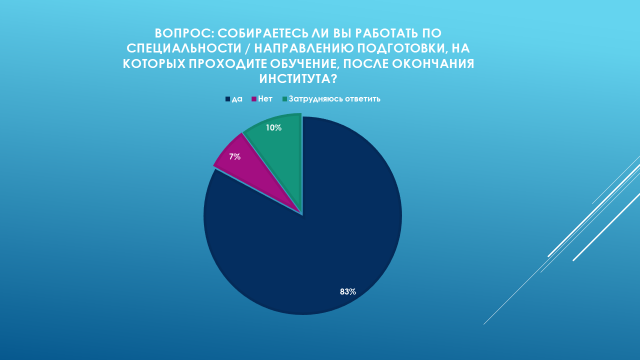 ВОПРОС: СОБИРАЕТЕСЬ ЛИ ВЫ РАБОТАТЬ ПО
СПЕЦИАЛЬНОСТИ / НАПРАВЛЕНИЮ ПОДГОТОВКИ, НА
КОТОРЫХ ПРОХОДИТЕ ОБУЧЕНИЕ, ПОСЛЕ ОКОНЧАНИЯ
ИНСТИТУТА?
да Нет Затрудняюсь ответить
10%
7%
83%